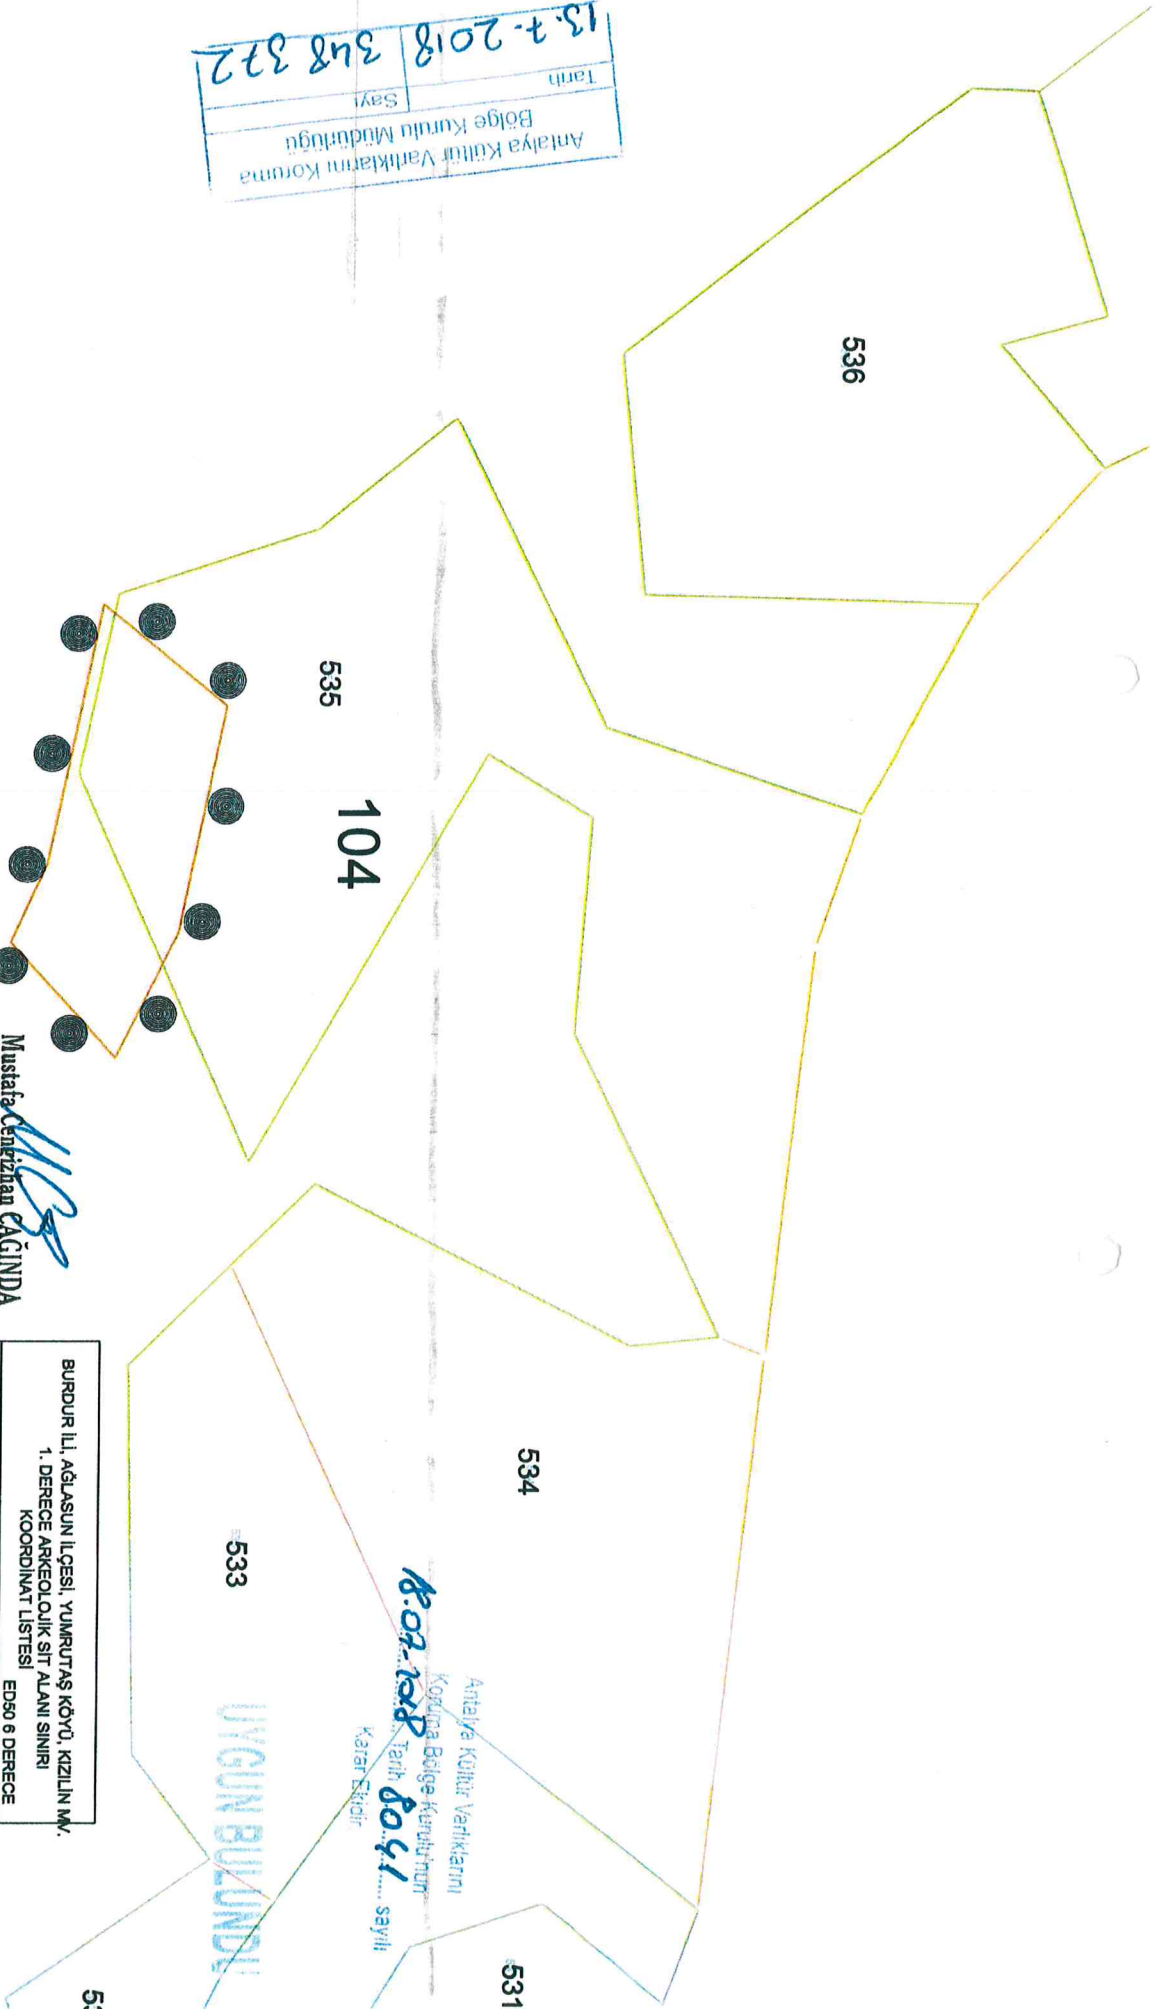 Antalya Kültür Varlıklarını Koruma
Bölge Kurulu Müdürlüğü
Tarih
Sayı
13.7.2018
348 372
536
535
104
534
533
531
Antalya Kültür Varlıklarını
Koruma Bölge Kurulu'nun
18.07.2018 Tarih 8041 sayılı
Karar Ekidir
UYGUN BULUNDU
Mustafa Cengizhan ÇAĞINDA
BURDUR İLİ, AĞLASUN İLÇESİ, YUMRUTAŞ KÖYÜ, KIZILİN MV.
1. DERECE ARKEOLOJİK SİT ALANI SINIRI
KOORDİNAT LİSTESİ
ED50 6 DERECE